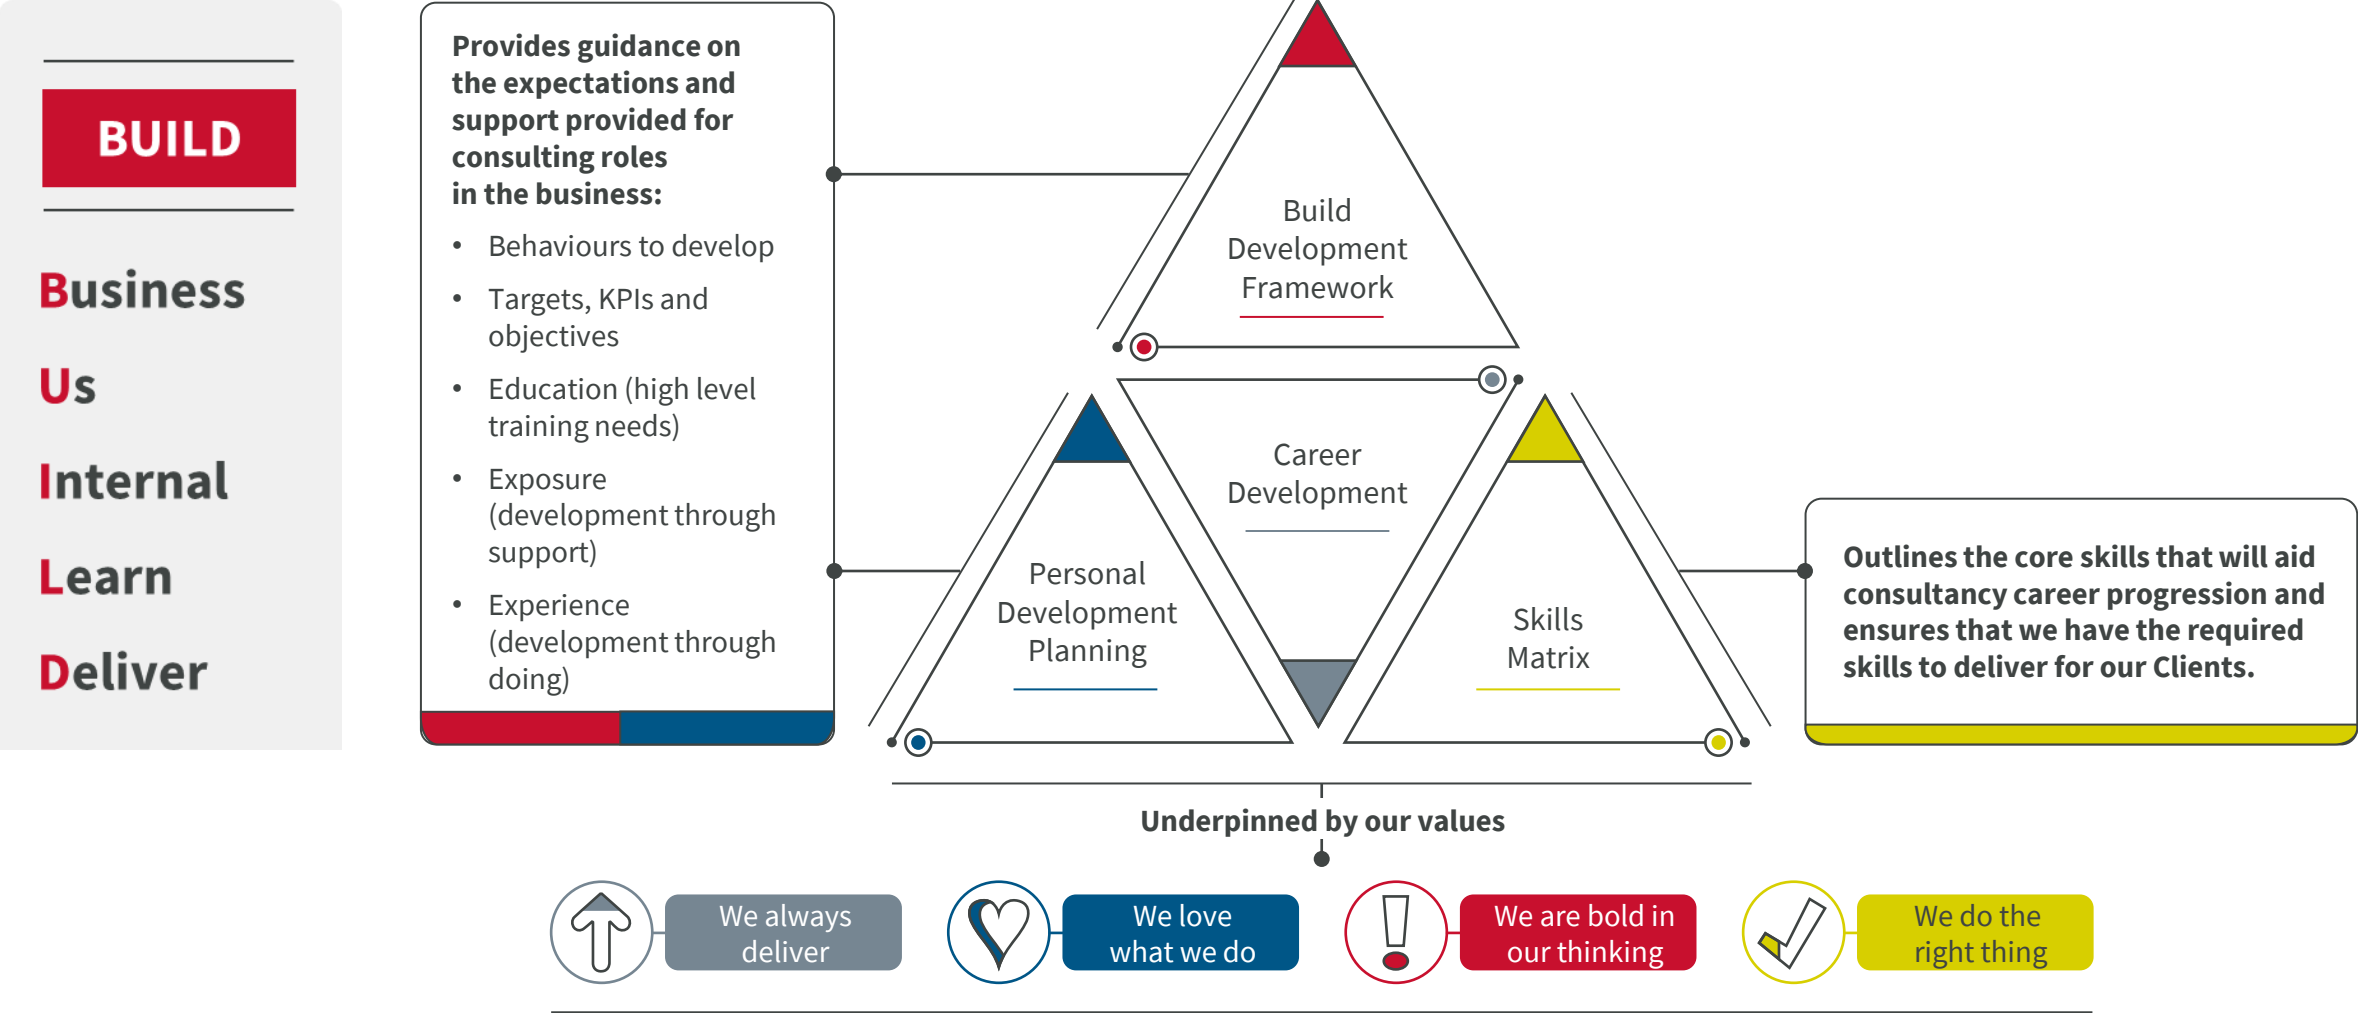 BUILD
Business
Us
Internal
Learn
Deliver
Provides guidance on
the expectations and
support provided for
consulting roles
in the business:
• Behaviours to develop
• Targets, KPIs and
objectives
• Education (high level
training needs)
• Exposure
(development through
support)
• Experience
(development through
doing)
Build
Development
Framework
Career
Development
Personal
Development
Planning
Skills
Matrix
Outlines the core skills that will aid
consultancy career progression and
ensures that we have the required
skills to deliver for our Clients.
Underpinned by our values
We always
deliver
We love
what we do
We are bold in
our thinking
We do the
right thing